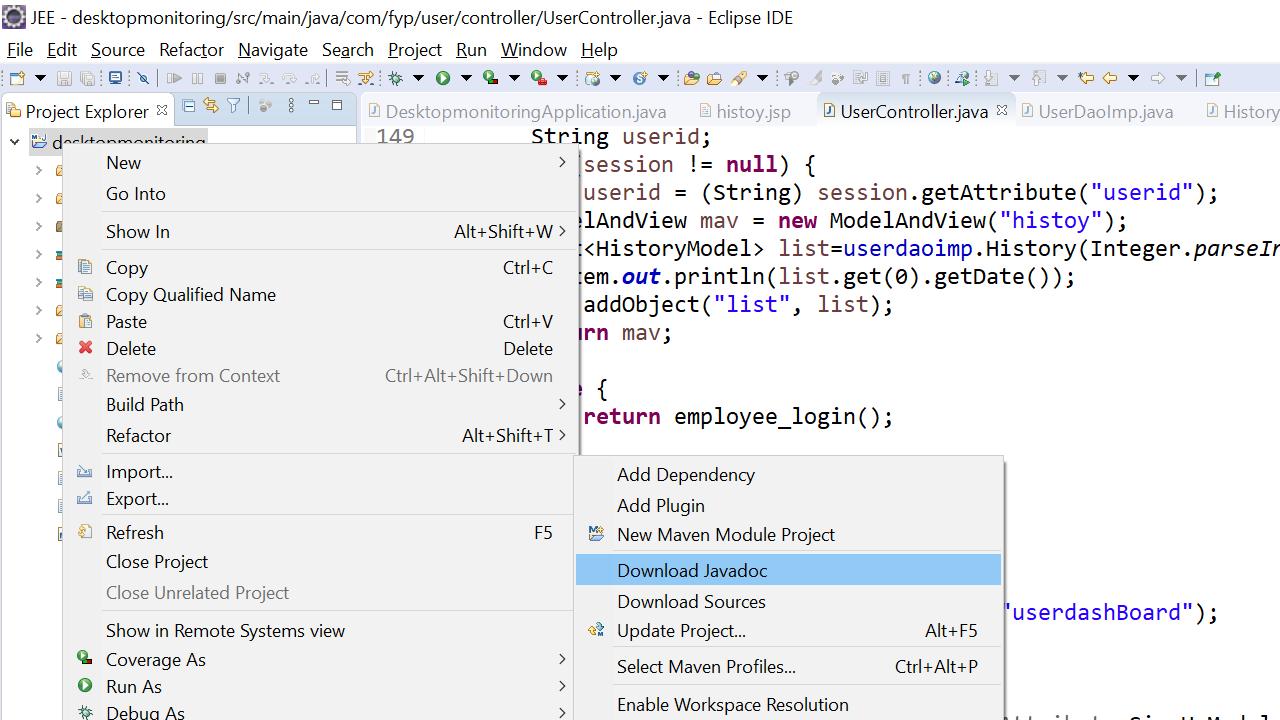 JEE - desktopmonitoring/src/main/java/com/fyp/user/controller/UserController.java - Eclipse IDE
File Edit Source Refactor Navigate Search Project Run Window Help
Project Explorer
DesktopmonitoringApplication.java histoy.jsp UserController.java UserDaoImp.java History
desktopmonitoring
149 String userid;
session != null) {
userid = (String) session.getAttribute("userid");
elAndView mav = new ModelAndView("histoy");
t<HistoryModel> list=userdaoimp.History(Integer.parseIn
tem.out.println(list.get(0).getDate());
addObject("list", list);
urn mav;
e {
return employee_login();
"userdashBoard");
New
Go Into
Show In Alt+Shift+W
Copy Ctrl+C
Copy Qualified Name
Paste Ctrl+V
Delete Delete
Remove from Context Ctrl+Alt+Shift+Down
Build Path
Refactor Alt+Shift+T
Import...
Export...
Refresh F5
Close Project
Close Unrelated Project
Show in Remote Systems view
Coverage As
Run As
Debug As
Add Dependency
Add Plugin
New Maven Module Project
Download Javadoc
Download Sources
Update Project... Alt+F5
Select Maven Profiles... Ctrl+Alt+P
Enable Workspace Resolution